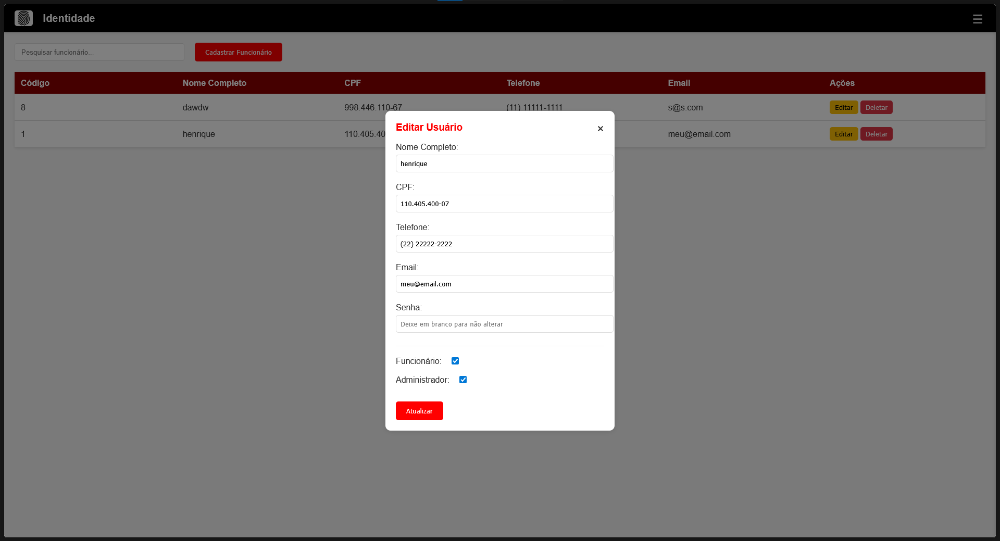 Identidade
☰
Pesquisar funcionário...
Cadastrar Funcionário
Código Nome Completo CPF Telefone Email Ações
8 dawdw 998.446.110-67 (11) 11111-1111 s@s.com Editar Deletar
1 henrique 110.405.40 meu@email.com Editar Deletar
Editar Usuário ×
Nome Completo:
henrique
CPF:
110.405.400-07
Telefone:
(22) 22222-2222
Email:
meu@email.com
Senha:
Deixe em branco para não alterar
Funcionário:
Administrador:
Atualizar